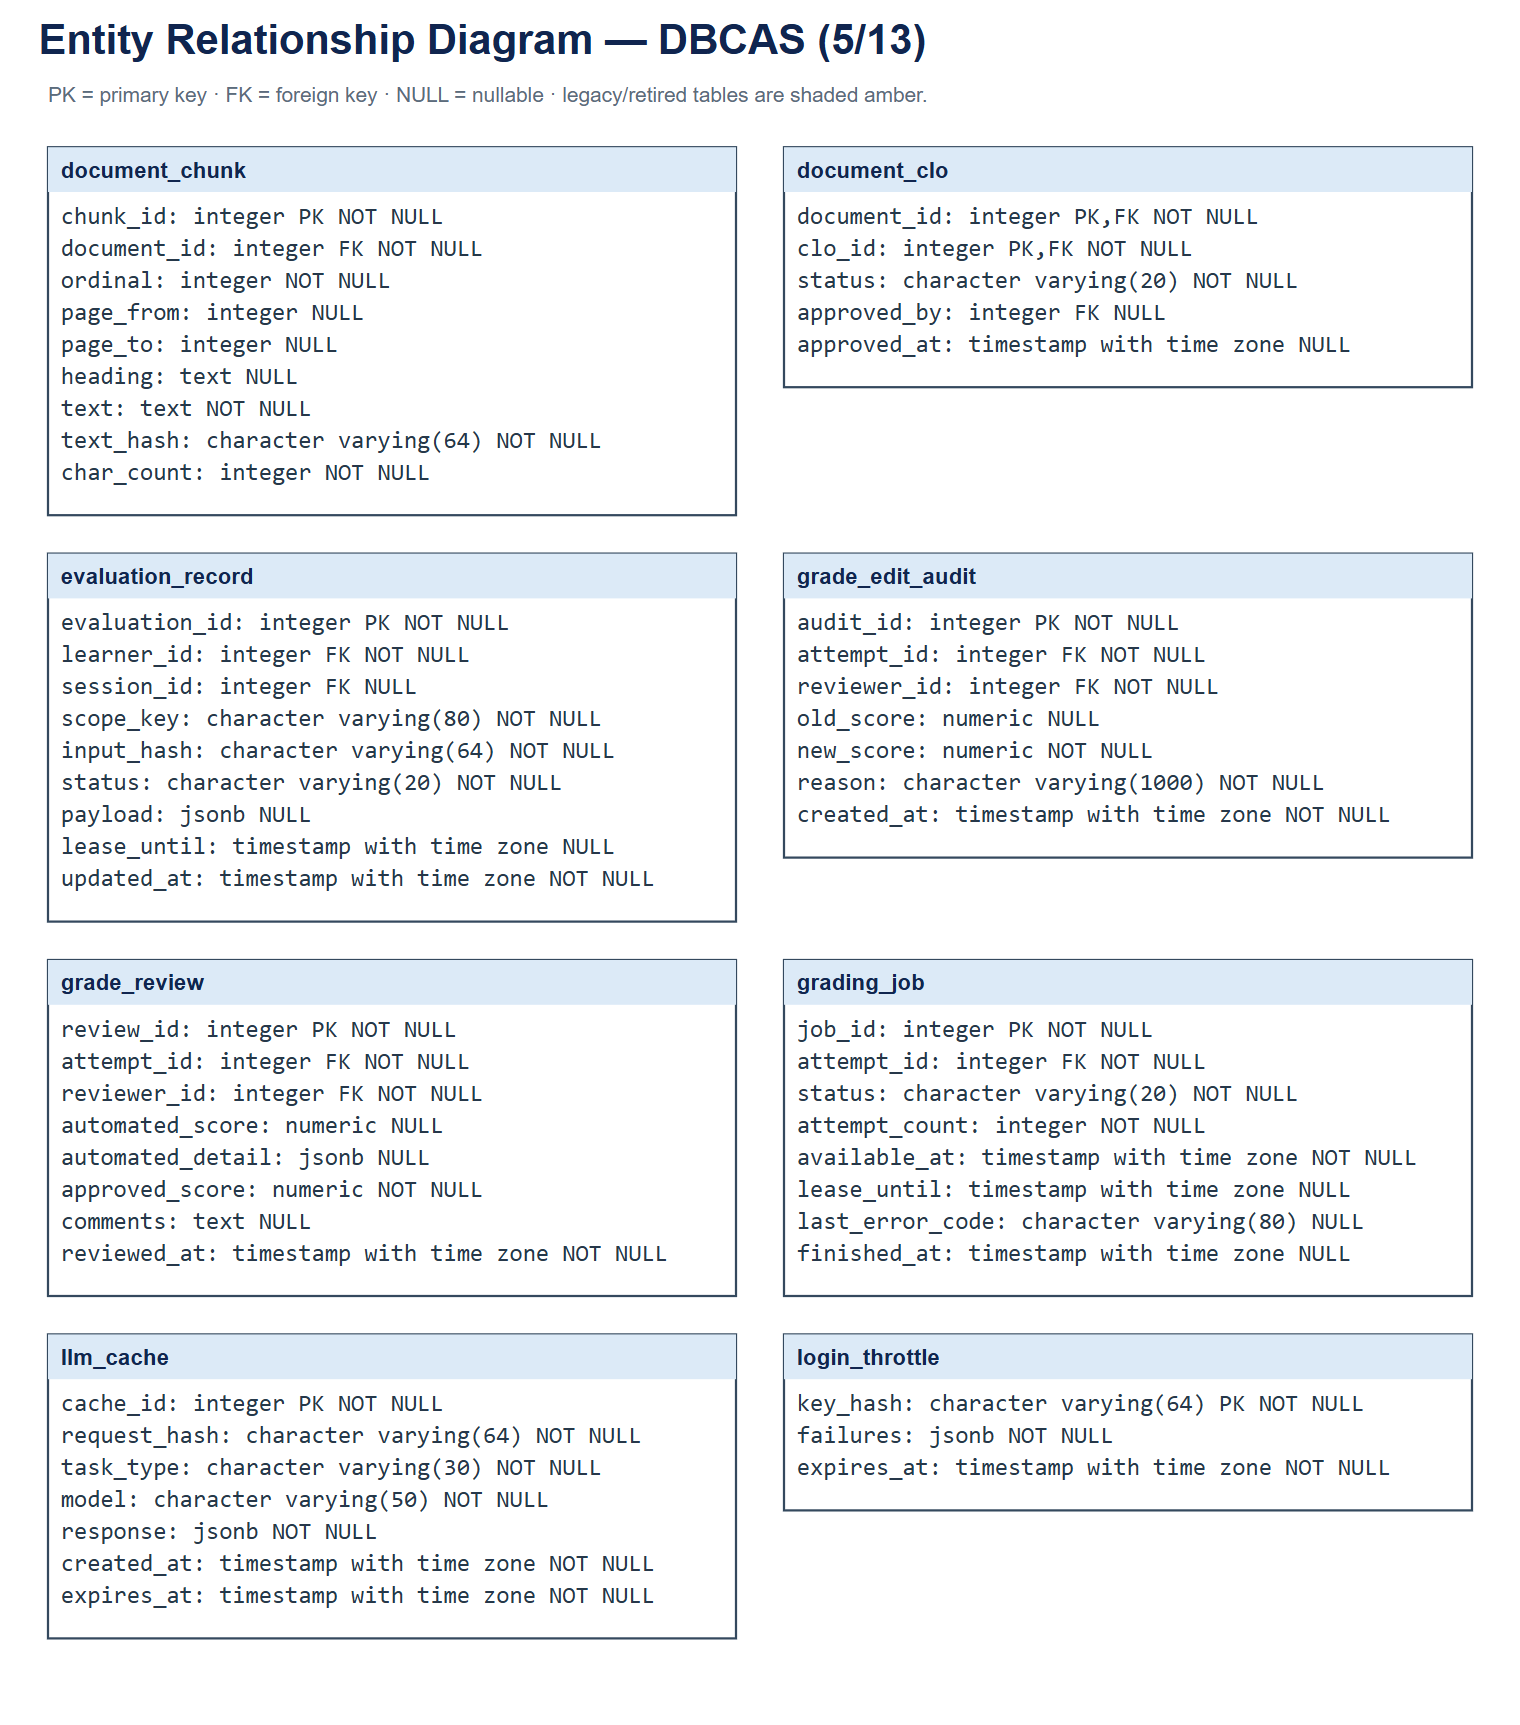 Entity Relationship Diagram — DBCAS (5/13)
PK = primary key · FK = foreign key · NULL = nullable · legacy/retired tables are shaded amber.
document_chunk
chunk_id: integer PK NOT NULL
document_id: integer FK NOT NULL
ordinal: integer NOT NULL
page_from: integer NULL
page_to: integer NULL
heading: text NULL
text: text NOT NULL
text_hash: character varying(64) NOT NULL
char_count: integer NOT NULL
document_clo
document_id: integer PK,FK NOT NULL
clo_id: integer PK,FK NOT NULL
status: character varying(20) NOT NULL
approved_by: integer FK NULL
approved_at: timestamp with time zone NULL
evaluation_record
evaluation_id: integer PK NOT NULL
learner_id: integer FK NOT NULL
session_id: integer FK NULL
scope_key: character varying(80) NOT NULL
input_hash: character varying(64) NOT NULL
status: character varying(20) NOT NULL
payload: jsonb NULL
lease_until: timestamp with time zone NULL
updated_at: timestamp with time zone NOT NULL
grade_edit_audit
audit_id: integer PK NOT NULL
attempt_id: integer FK NOT NULL
reviewer_id: integer FK NOT NULL
old_score: numeric NULL
new_score: numeric NOT NULL
reason: character varying(1000) NOT NULL
created_at: timestamp with time zone NOT NULL
grade_review
review_id: integer PK NOT NULL
attempt_id: integer FK NOT NULL
reviewer_id: integer FK NOT NULL
automated_score: numeric NULL
automated_detail: jsonb NULL
approved_score: numeric NOT NULL
comments: text NULL
reviewed_at: timestamp with time zone NOT NULL
grading_job
job_id: integer PK NOT NULL
attempt_id: integer FK NOT NULL
status: character varying(20) NOT NULL
attempt_count: integer NOT NULL
available_at: timestamp with time zone NOT NULL
lease_until: timestamp with time zone NULL
last_error_code: character varying(80) NULL
finished_at: timestamp with time zone NULL
llm_cache
cache_id: integer PK NOT NULL
request_hash: character varying(64) NOT NULL
task_type: character varying(30) NOT NULL
model: character varying(50) NOT NULL
response: jsonb NOT NULL
created_at: timestamp with time zone NOT NULL
expires_at: timestamp with time zone NOT NULL
login_throttle
key_hash: character varying(64) PK NOT NULL
failures: jsonb NOT NULL
expires_at: timestamp with time zone NOT NULL